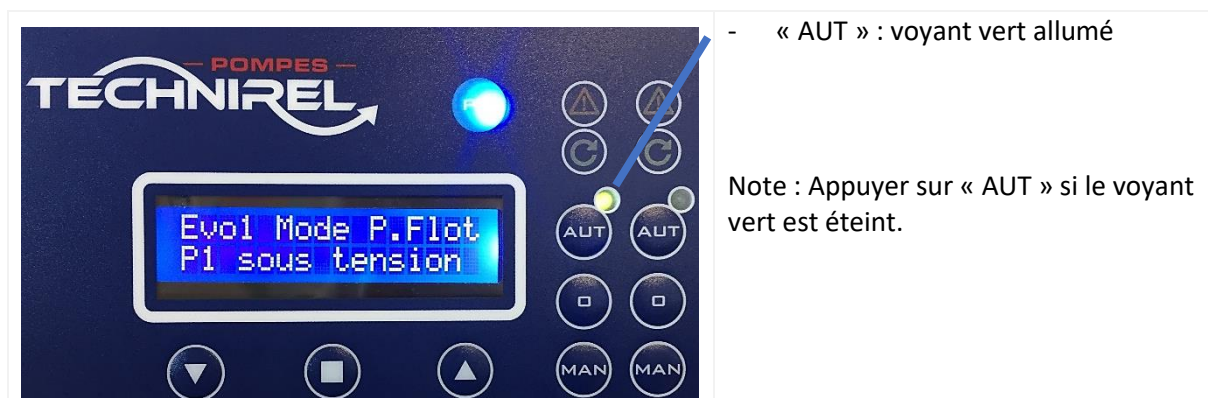 - « AUT » : voyant vert allumé
Note : Appuyer sur « AUT » si le voyant
vert est éteint.
— POMPES —
TECHNIREL
Evo1 Mode P.Flot
P1 sous tension
AUT AUT
MAN MAN